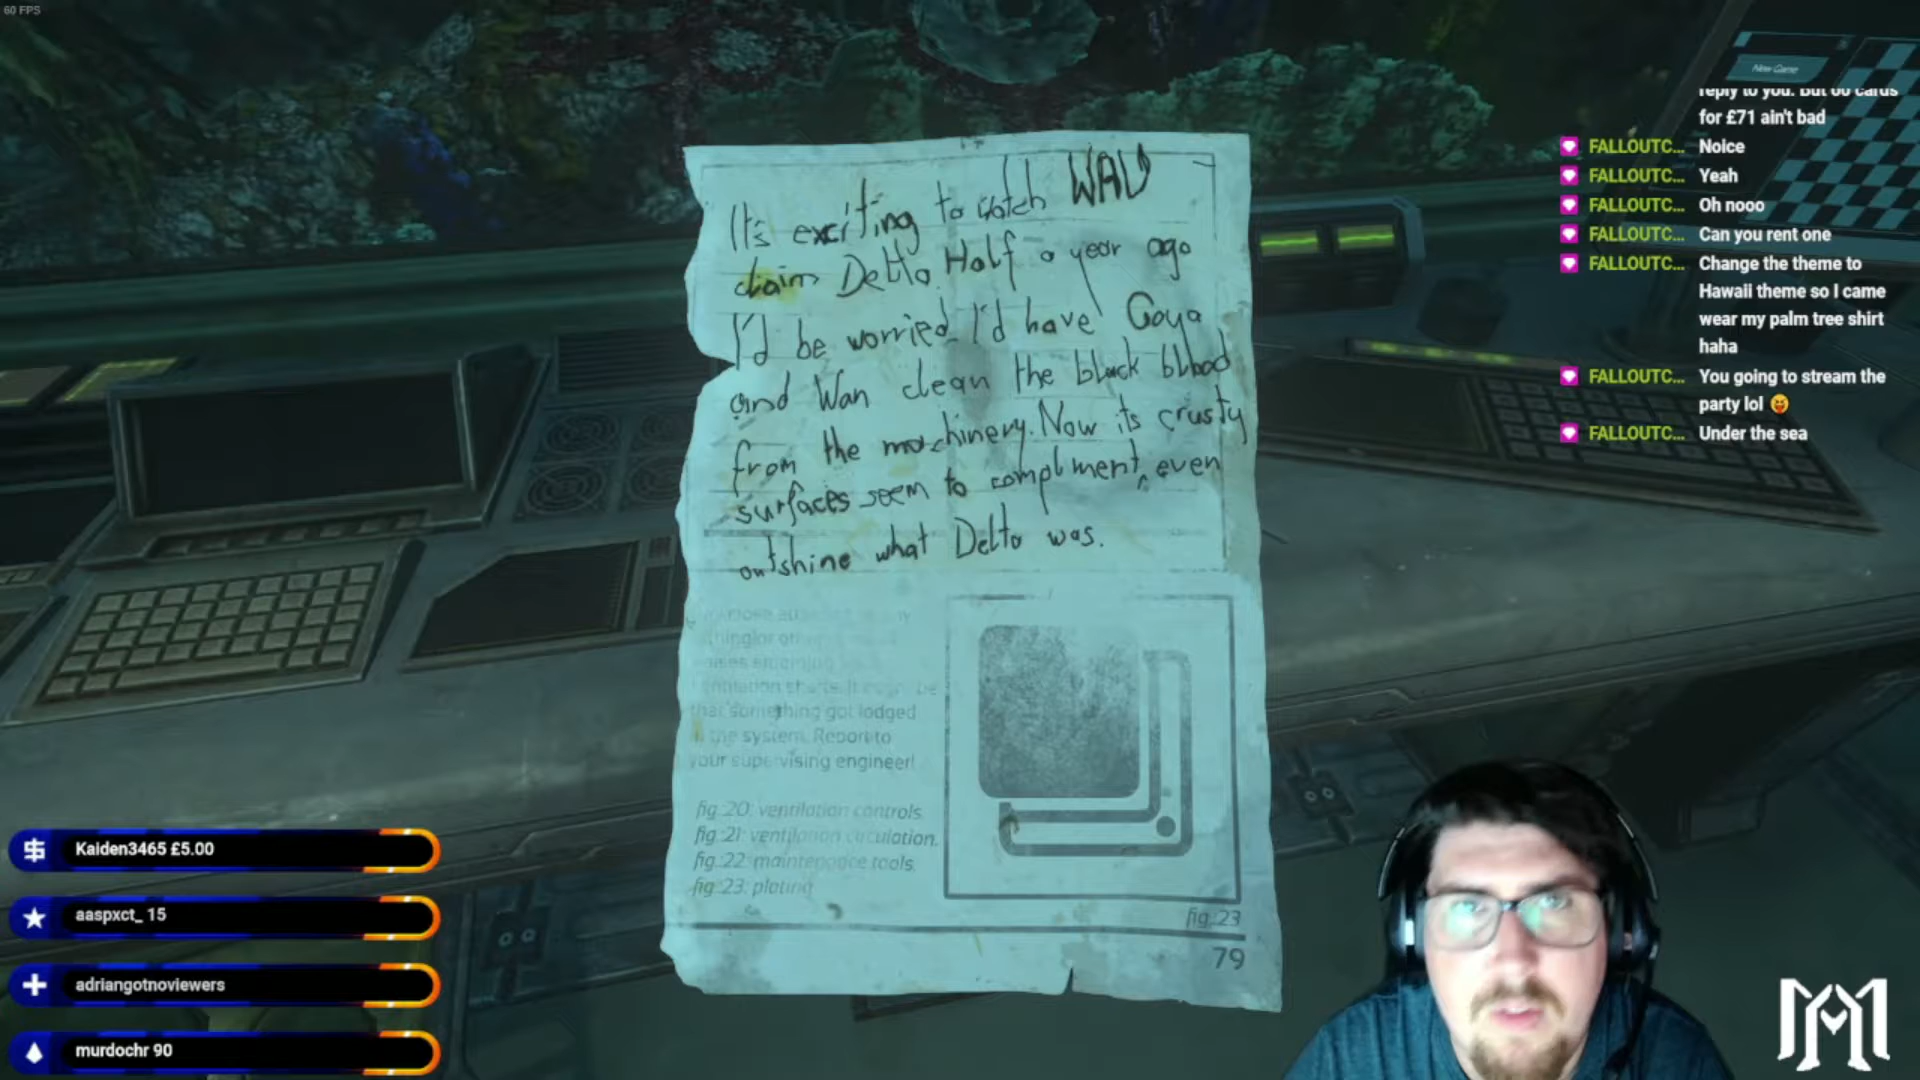 60 FPS
New Game
reply to you. But 60 cards
for £71 ain't bad
FALLOUTC... Noice
FALLOUTC... Yeah
FALLOUTC... Oh nooo
FALLOUTC... Can you rent one
FALLOUTC... Change the theme to
Hawaii theme so I came
wear my palm tree shirt
haha
FALLOUTC... You going to stream the
party lol 😝
FALLOUTC... Under the sea
It's exciting to watch WAU
claim Delta. Half a year ago
I'd be worried. I'd have Goya
and Wan clean the black blood
from the machinery. Now its crusty
surfaces seem to compliment, even
outshine what Delta was.
that something got lodged
the system. Report to
your supervising engineer!
fig.:20: ventilation controls.
fig.:21: ventilation circulation.
fig.:22: maintenance tools.
fig.:23: plating
fig.:23
79
Kaiden3465 £5.00
aaspxct_ 15
adriangotnoviewers
murdochr 90